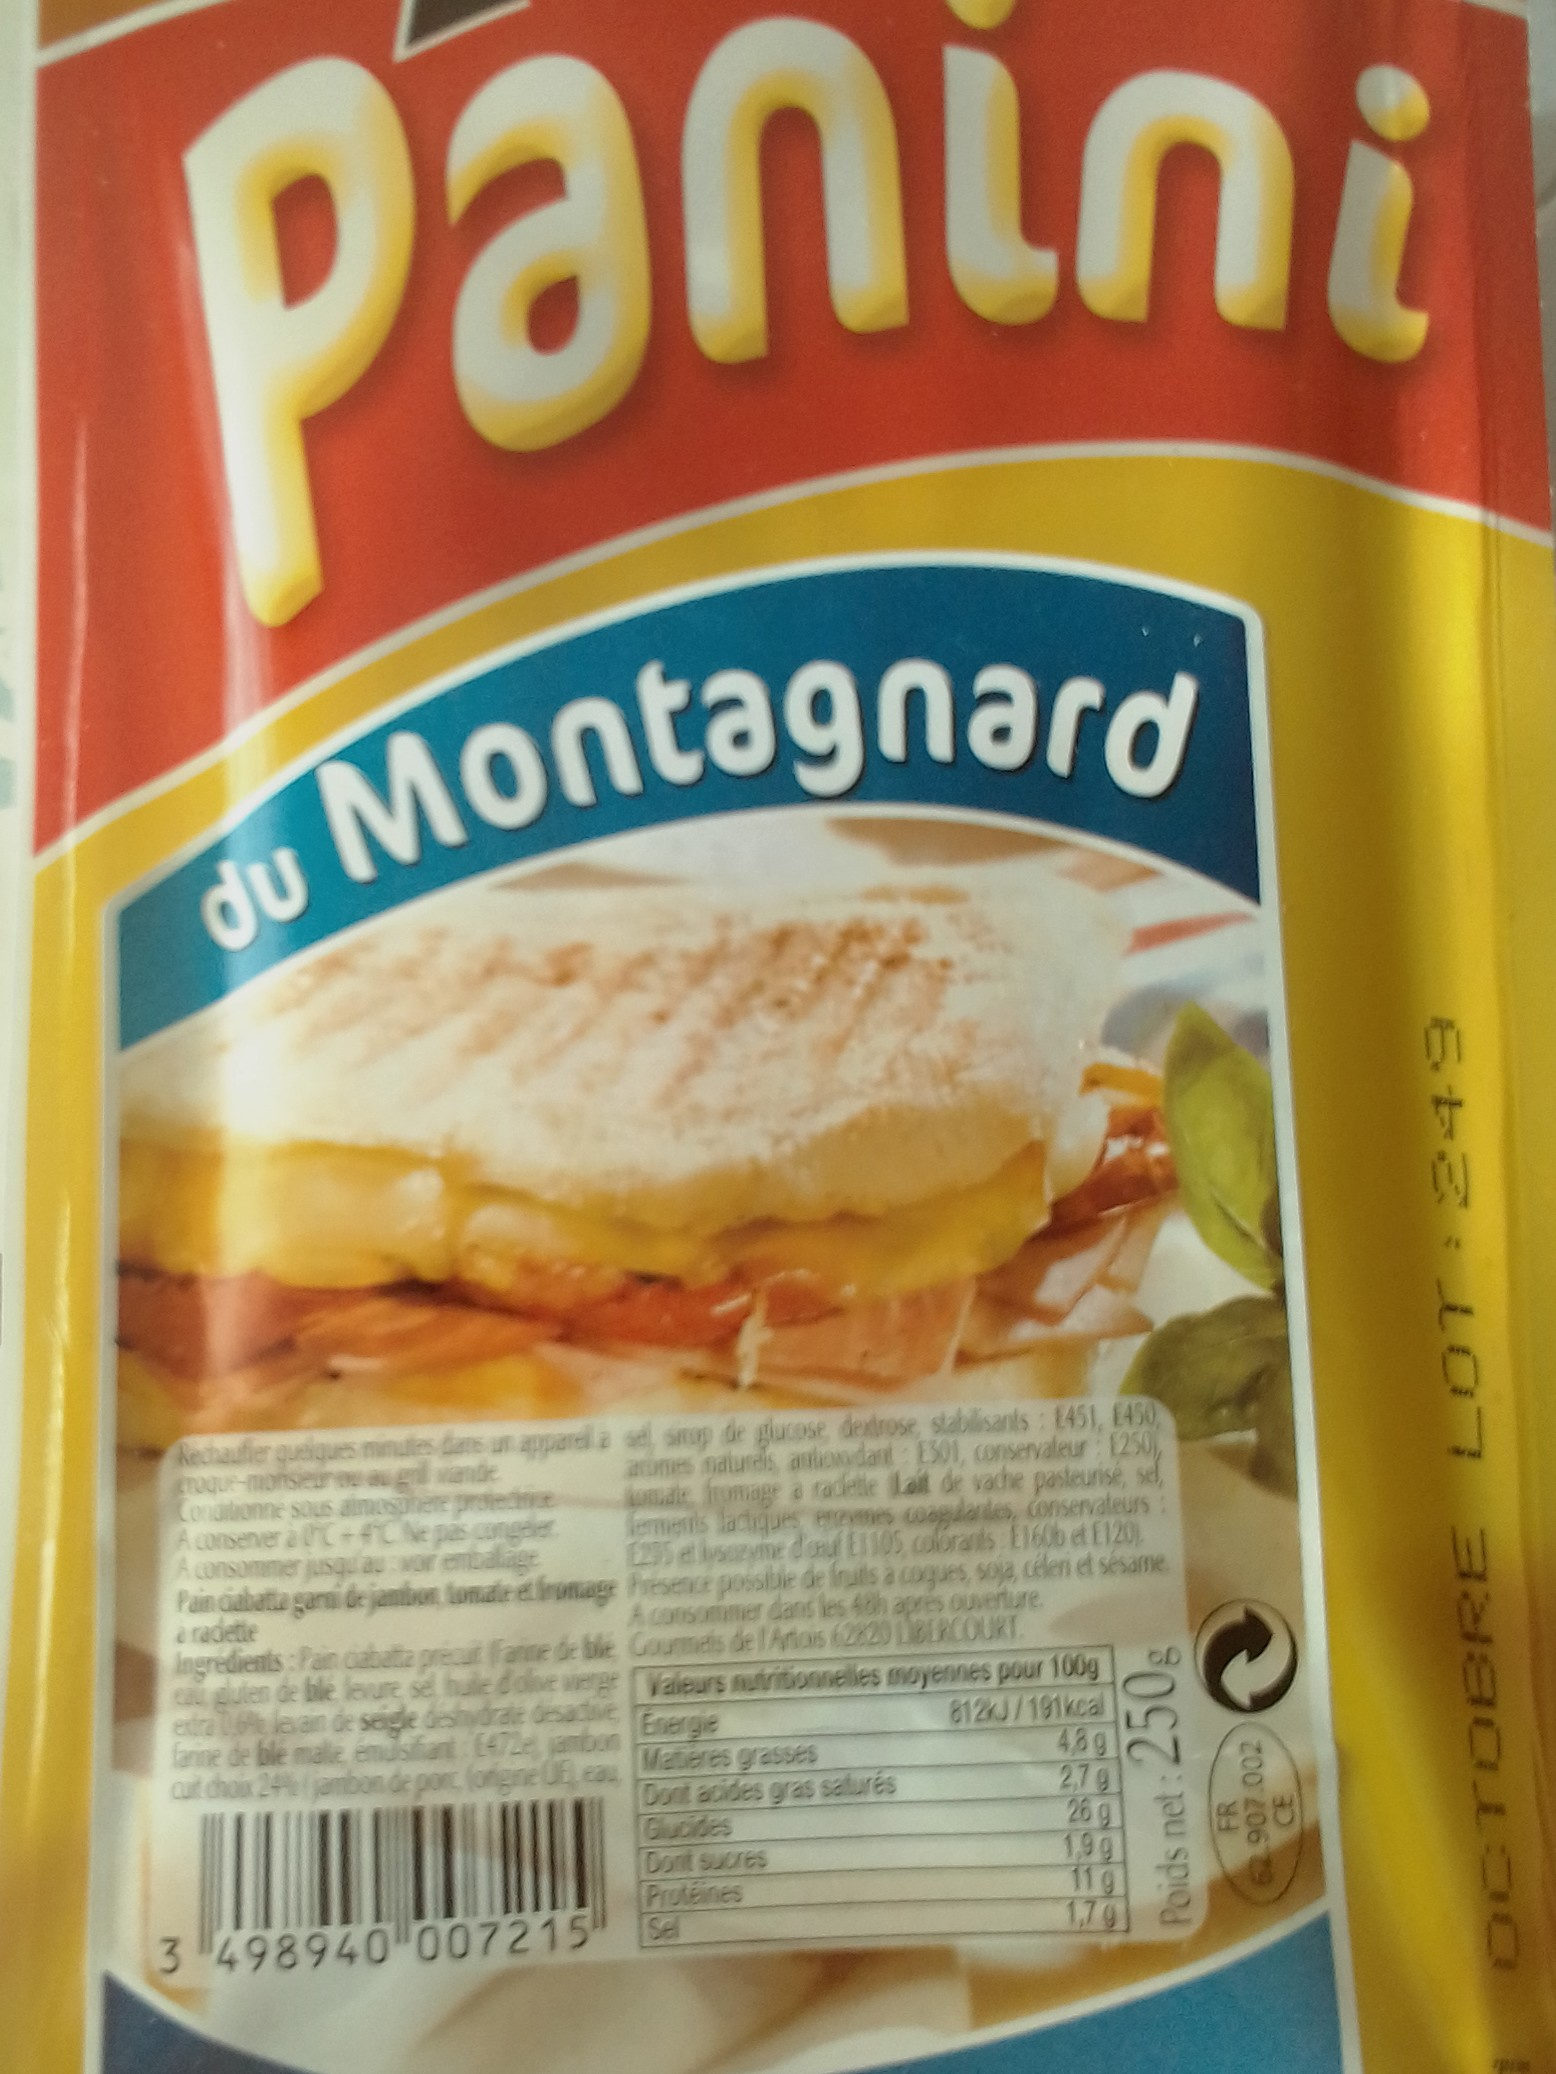 Panini
du Montagnard
Réchauffer quelques minutes dans un appareil à
croque-monsieur ou au grill viande.
Conditionné sous atmosphère protectrice.
A conserver à 0°C + 4°C Ne pas congeler.
A consommer jusqu'au : voir emballage
Pain ciabatta garni de jambon, tomate et fromage
à raclette
Ingrédients : Pain ciabatta précuit (Farine de blé,
eau, gluten de blé, levure, sel, huile d'olive vierge
extra levain de seigle déshydraté désactivé,
farine de blé malté, émulsifiant : E472e), jambon
cuit choix 24% (jambon de porc (origine UE), eau,
sel, sirop de glucose, dextrose, stabilisants : E451, E450,
arômes naturels, antioxydant : E301, conservateur : E250),
tomate, fromage à raclette (Lait de vache pasteurisé, sel,
ferments lactiques, enzymes coagulantes, conservateurs :
et lysozyme d'œuf E1105, colorants : E160b et E120).
Présence possible de fruits à coques, soja, céleri et sésame.
A consommer dans les 48h après ouverture.
Gourmets de l'Artois 62820 LIBERCOURT.
Valeurs nutritionnelles moyennes pour 100g
Energie 812kJ / 191kcal
Matières grasses 4,8 g
Dont acides gras saturés 2,7 g
Glucides 26 g
Dont sucres 1,9 g
Protéines 11 g
Sel 1,7 g
3 498940 007215
Poids net : 250g
FR
62.907.002
CE
OCTOBRE LOT : 249